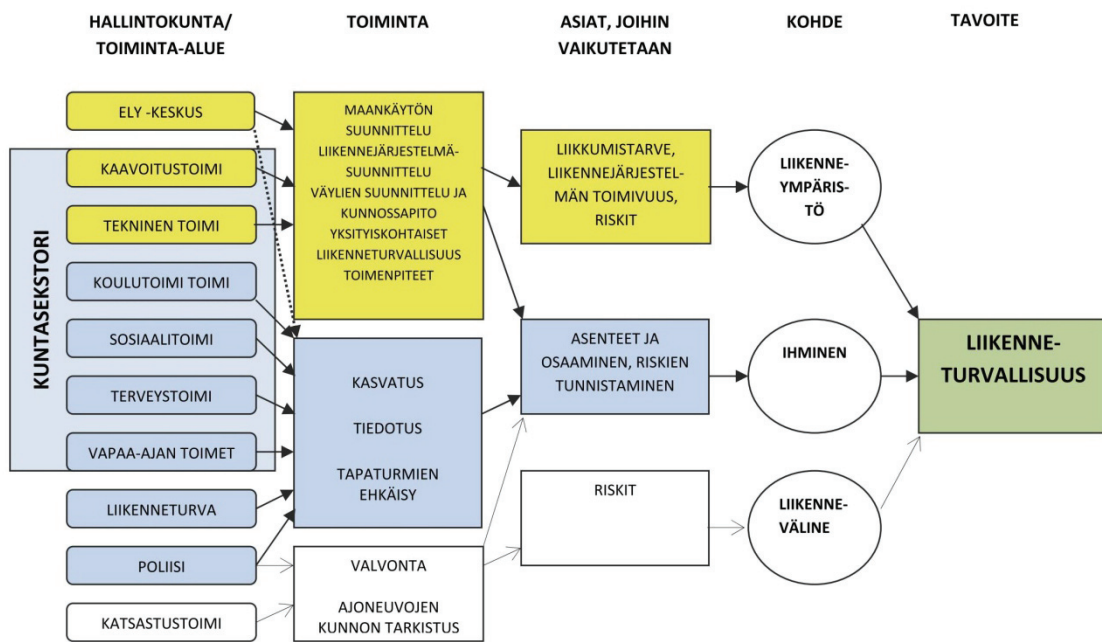 HALLINTOKUNTA/
TOIMINTA-ALUE
TOIMINTA
ASIAT, JOIHIN
VAIKUTETAAN
KOHDE
TAVOITE
KUNTASEKSTORI
ELY -KESKUS
KAAVOITUSTOIMI
TEKNINEN TOIMI
KOULUTOIMI TOIMI
SOSIAALITOIMI
TERVEYSTOIMI
VAPAA-AJAN TOIMET
LIIKENNETURVA
POLIISI
KATSASTUSTOIMI
MAANKÄYTÖN
SUUNNITTELU
LIIKENNEJÄRJESTELMÄ-
SUUNNITTELU
VÄYLIEN SUUNNITTELU JA
KUNNOSSAPITO
YKSITYISKOHTAISET
LIIKENNETURVALLISUUS
TOIMENPITEET
KASVATUS
TIEDOTUS
TAPATURMIEN
EHKÄISY
VALVONTA
AJONEUVOJEN
KUNNON TARKISTUS
LIIKKUMISTARVE,
LIIKENNEJÄRJESTEL-
MÄN TOIMIVUUS,
RISKIT
ASENTEET JA
OSAAMINEN, RISKIEN
TUNNISTAMINEN
RISKIT
LIIKENNE-
YMPÄRIS-
TÖ
IHMINEN
LIIKENNE-
VÄLINE
LIIKENNE-
TURVALLISUUS